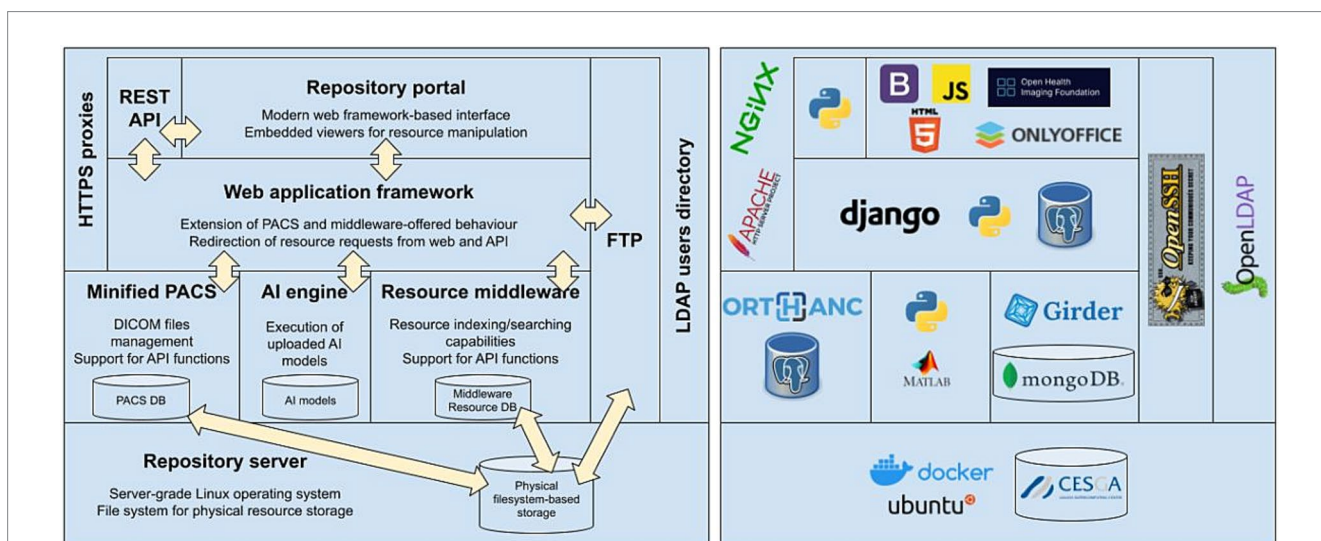 HTTPS proxies
REST
API
Repository portal
Modern web framework-based interface
Embedded viewers for resource manipulation
Web application framework
Extension of PACS and middleware-offered behaviour
Redirection of resource requests from web and API
FTP
LDAP users directory
Minified PACS
DICOM files
management
Support for API functions
PACS DB
AI engine
Execution of
uploaded AI
models
AI models
Resource middleware
Resource indexing/searching
capabilities
Support for API functions
Middleware
Resource DB
Repository server
Server-grade Linux operating system
File system for physical resource storage
Physical
filesystem-based
storage
NGiNX
APACHE
HTTP SERVER PROJECT
B
JS
HTML
5
Open Health
Imaging Foundation
ONLYOFFICE
django
OpenSSH
KEEPING YOUR COMMUNIQUES SECRET
OpenLDAP
ORTHANC
MATLAB
Girder
mongoDB®
docker
ubuntu
CESGA